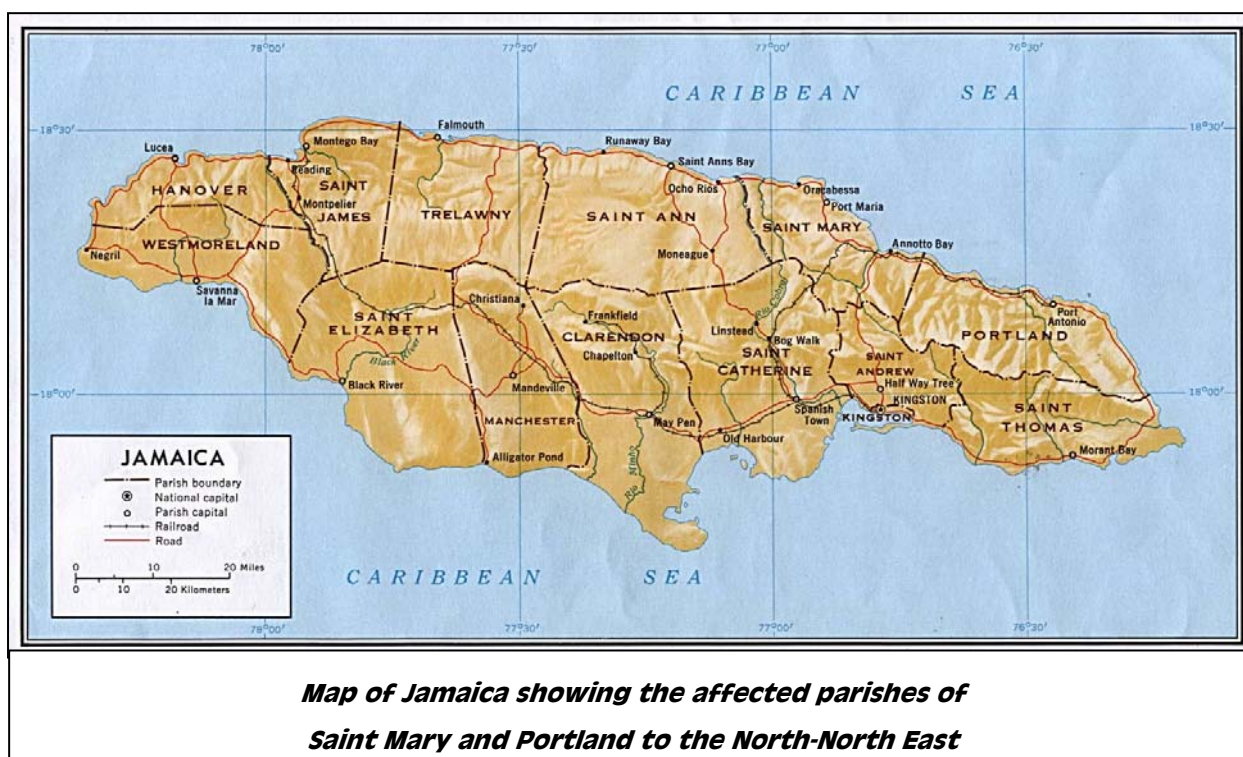 78°00'
77°30'
77°00'
76°30'
CARIBBEAN SEA
18°30'
18°30'
Lucea
Montego Bay
Falmouth
Runaway Bay
Saint Anns Bay
Reading
Ocho Rios
Oracabessa
HANOVER
SAINT
JAMES
Montpelier
TRELAWNY
SAINT ANN
Port Maria
SAINT MARY
WESTMORELAND
Negril
Moneague
Annotto Bay
Savanna
la Mar
Christiana
Rio Cobre
Port
Antonio
SAINT
ELIZABETH
Frankfield
CLARENDON
Linstead
Bog Walk
PORTLAND
Black River
Chapelton
SAINT
CATHERINE
SAINT
ANDREW
Half Way Tree
Black River
Mandeville
KINGSTON
18°00'
18°00'
MANCHESTER
May Pen
Spanish
Town
KINGSTON
SAINT
THOMAS
Old Harbour
Morant Bay
Alligator Pond
Rio Minho
JAMAICA
Parish boundary
National capital
Parish capital
Railroad
Road
0 10 20 Miles
0 10 20 Kilometers
CARIBBEAN SEA
78°00'
77°30'
77°00'
76°30'
Map of Jamaica showing the affected parishes of
Saint Mary and Portland to the North-North East